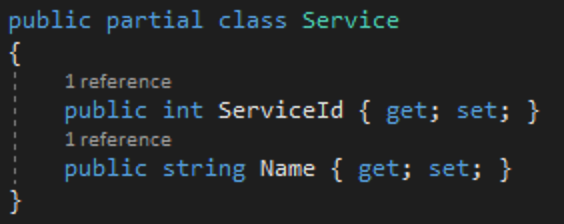 public partial class Service
{
1 reference
public int ServiceId { get; set; }
1 reference
public string Name { get; set; }
}